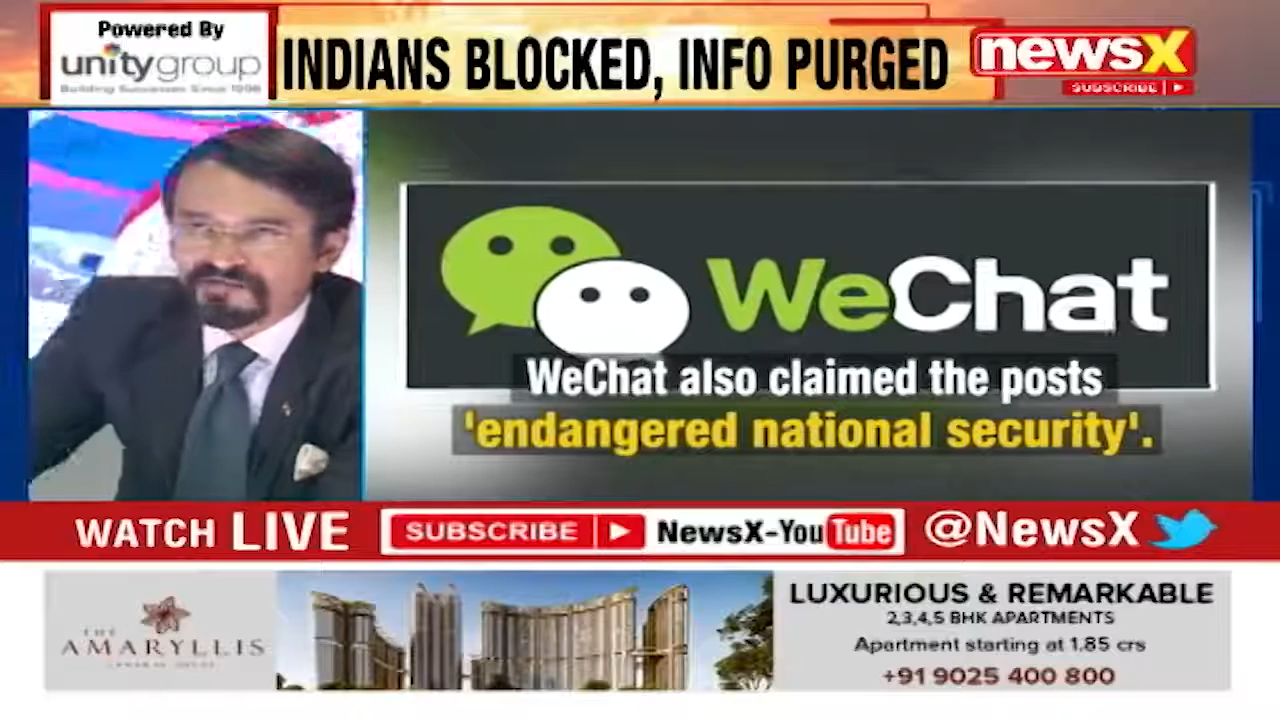 Powered By
unitygroup
Building Successes Since 1998
INDIANS BLOCKED, INFO PURGED
newsX
SUBSCRIBE
WeChat
WeChat also claimed the posts
'endangered national security'.
WATCH LIVE
SUBSCRIBE
NewsX-YouTube
@NewsX
THE
AMARYLLIS
LUXURIOUS & REMARKABLE
2,3,4,5 BHK APARTMENTS
Apartment starting at 1.85 crs
+91 9025 400 800